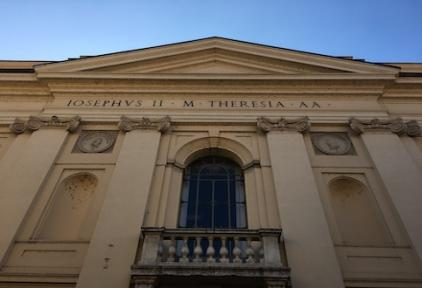 IOSEPHVS II · M · THERESIA · AA ·